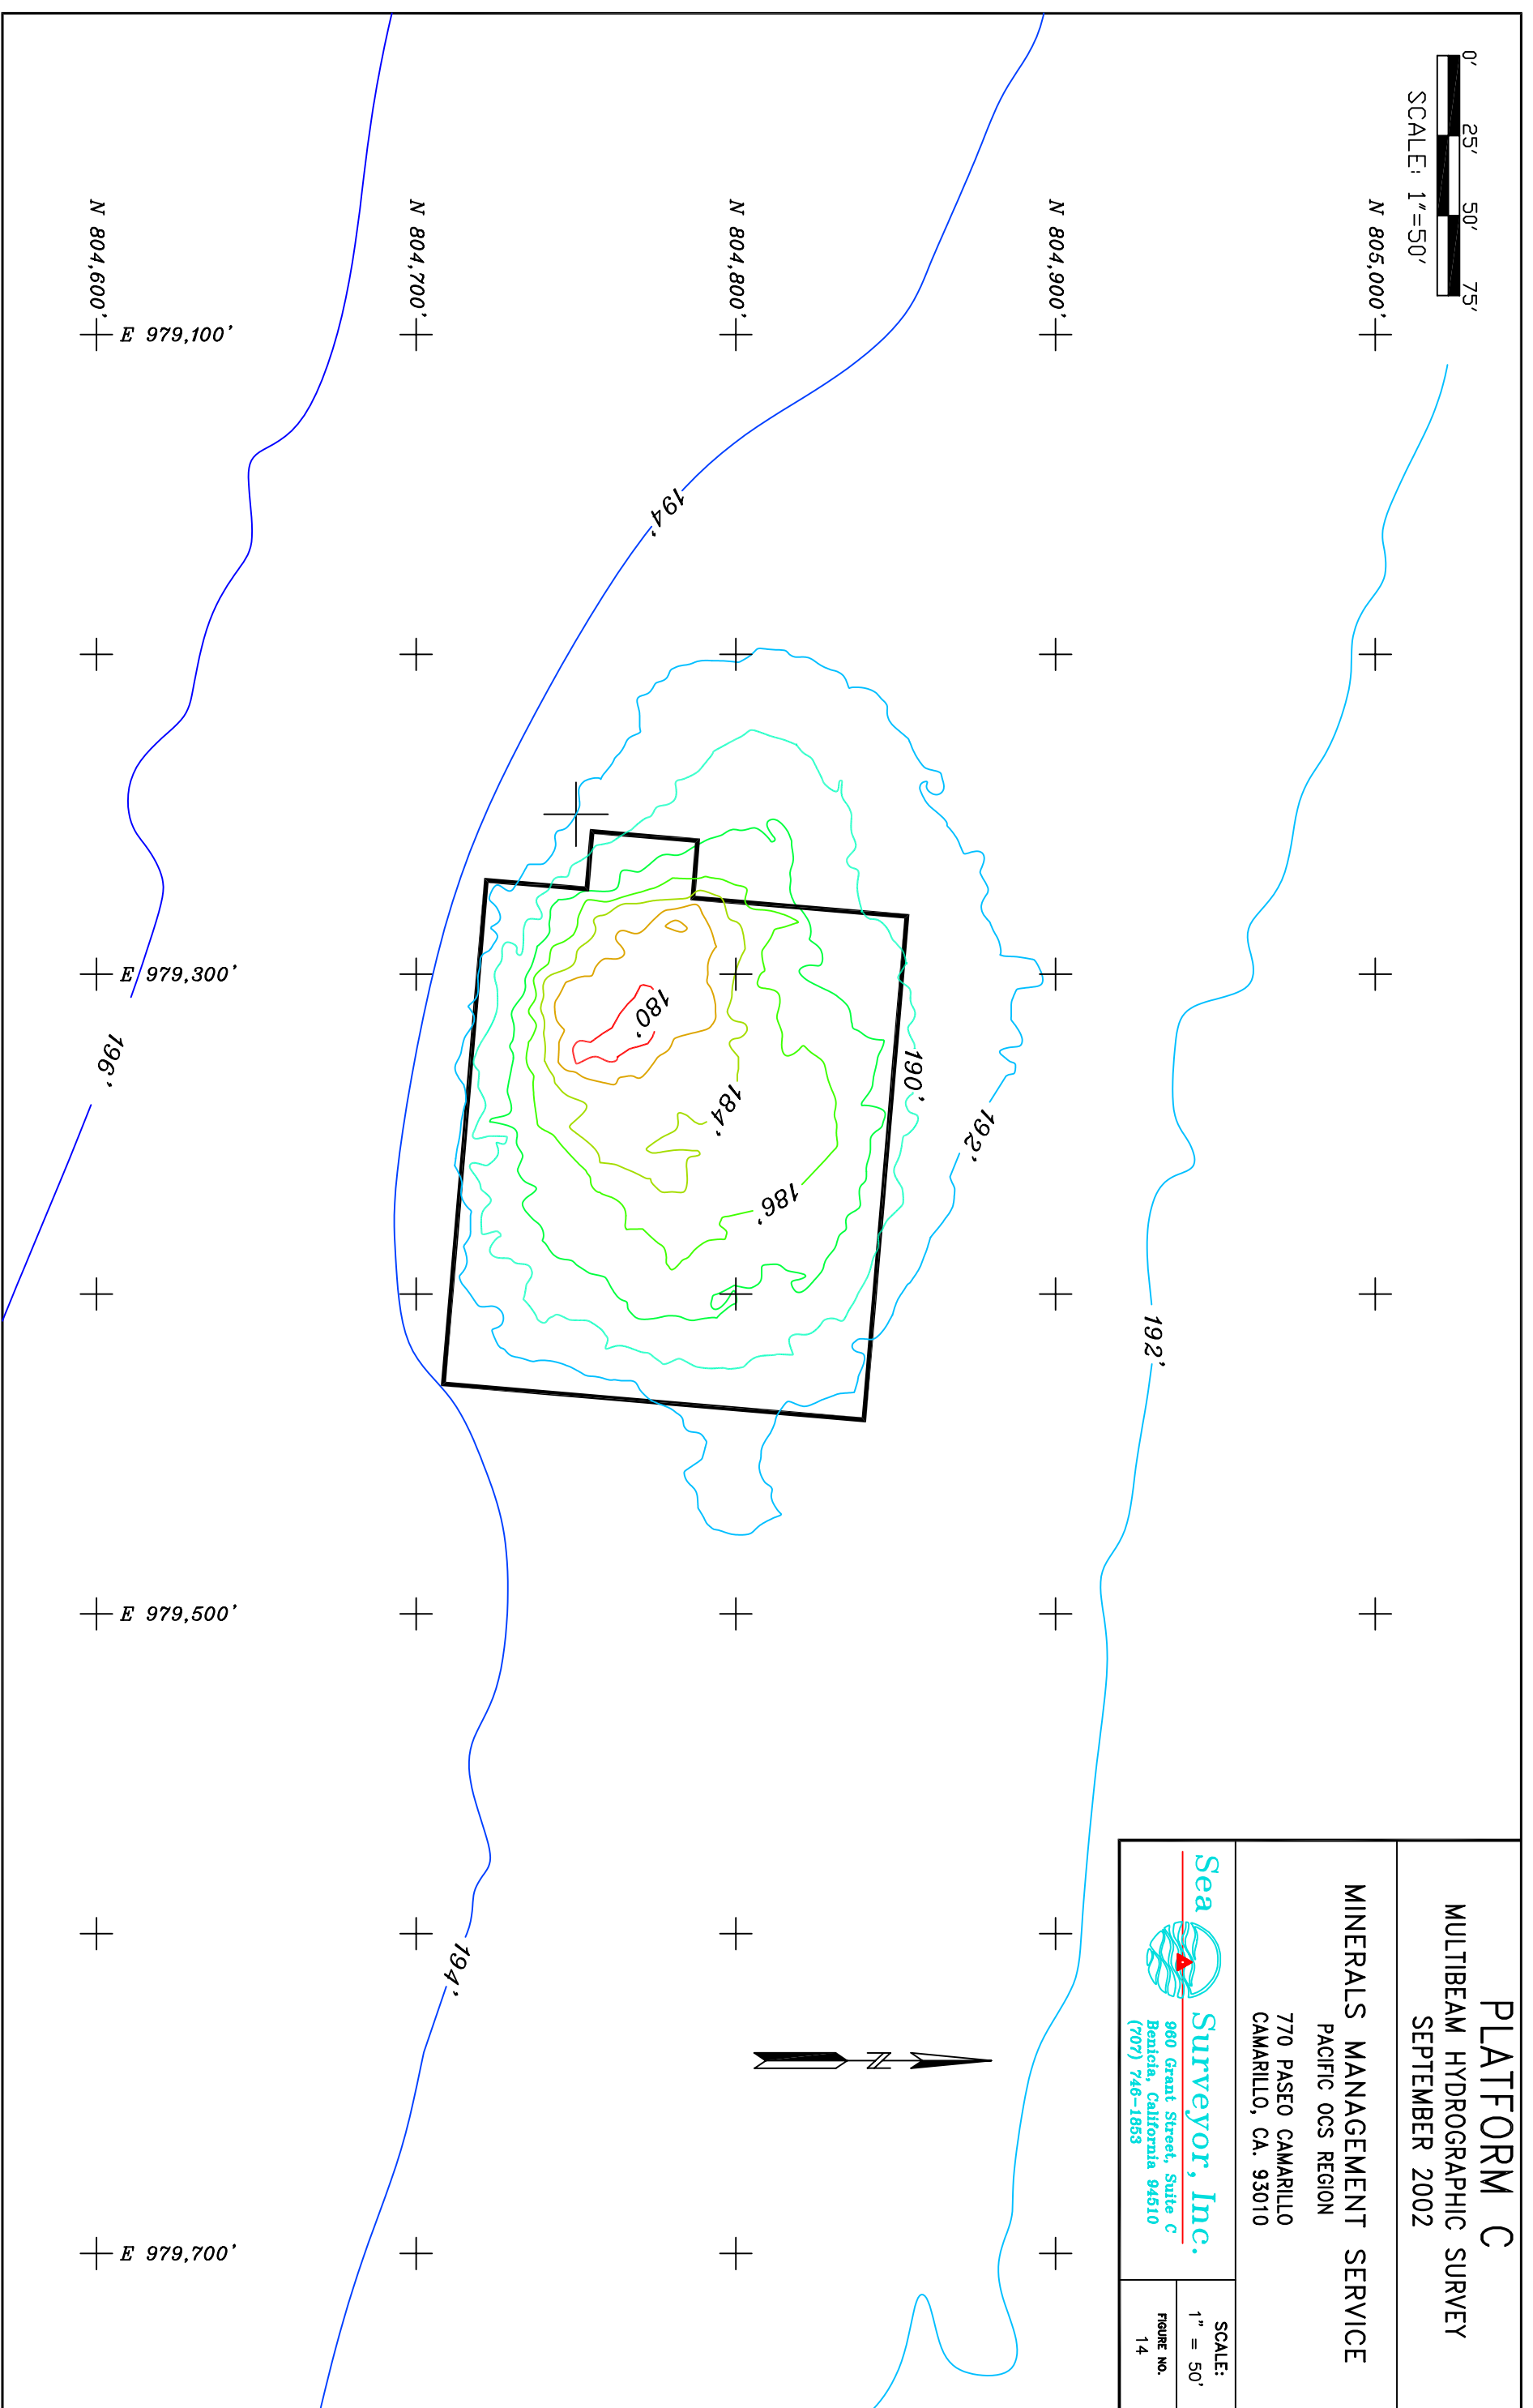 0' 25' 50' 75'
SCALE: 1"=50'
N 805,000'
N 804,900'
N 804,800'
N 804,700'
N 804,600'
E 979,100'
E 979,300'
E 979,500'
E 979,700'
194'
196'
180'
184'
186'
190'
192'
192'
194'
N
PLATFORM C
MULTIBEAM HYDROGRAPHIC SURVEY
SEPTEMBER 2002
MINERALS MANAGEMENT SERVICE
PACIFIC OCS REGION
770 PASEO CAMARILLO
CAMARILLO, CA. 93010
Sea Surveyor, Inc.
960 Grant Street, Suite C
Benicia, California 94510
(707) 746-1853
SCALE:
1" = 50'
FIGURE NO.
14